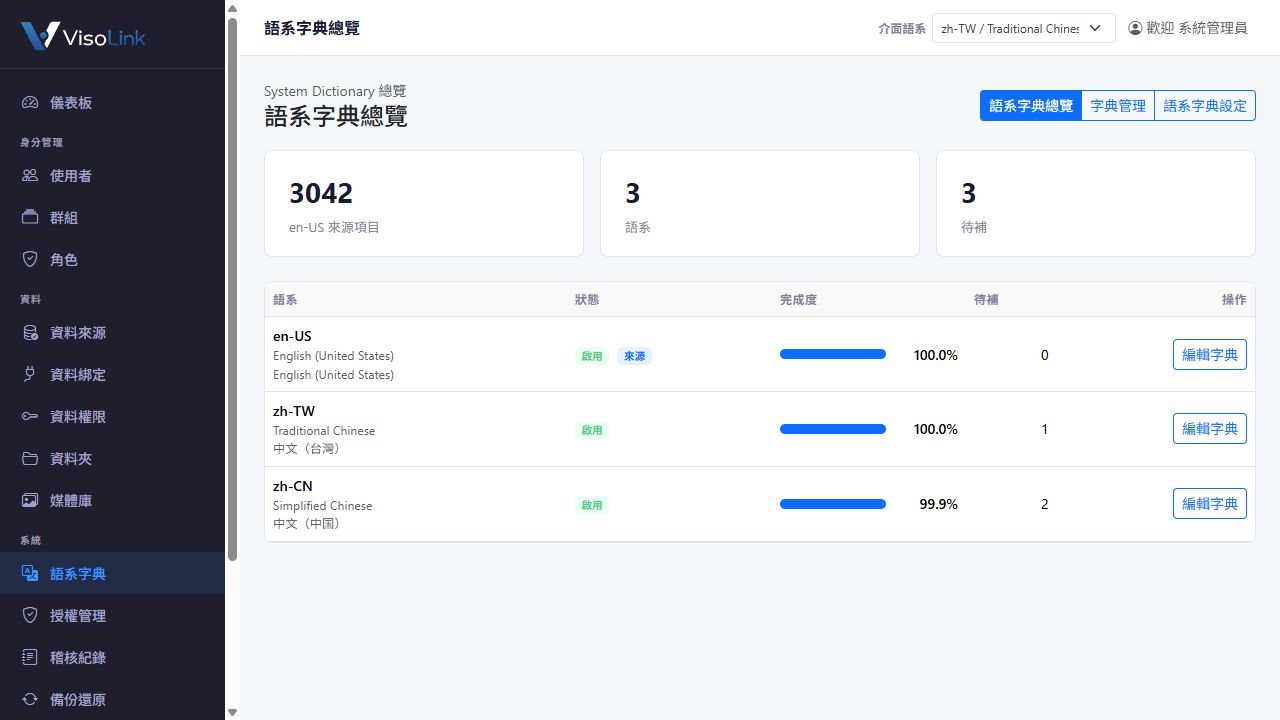 VisoLink
儀表板
身分管理
使用者
群組
角色
資料
資料來源
資料綁定
資料權限
資料夾
媒體庫
系統
語系字典
授權管理
稽核紀錄
備份還原
語系字典總覽
介面語系 zh-TW / Traditional Chines 歡迎 系統管理員
System Dictionary 總覽
語系字典總覽
語系字典總覽 字典管理 語系字典設定
3042
en-US 來源項目
3
語系
3
待補
語系 狀態 完成度 待補 操作
en-US
English (United States)
English (United States)
啟用 來源 100.0% 0 編輯字典
zh-TW
Traditional Chinese
中文（台灣）
啟用 100.0% 1 編輯字典
zh-CN
Simplified Chinese
中文（中国）
啟用 99.9% 2 編輯字典